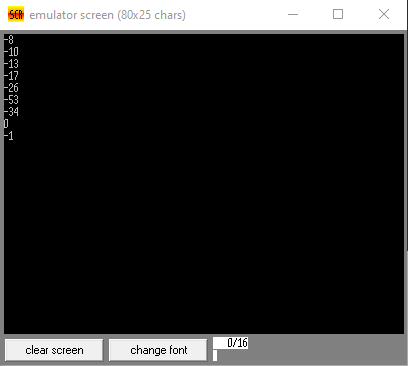 SCR
emulator screen (80x25 chars)
-8
-10
-13
-17
-26
-53
-34
0
-1
clear screen
change font
0/16